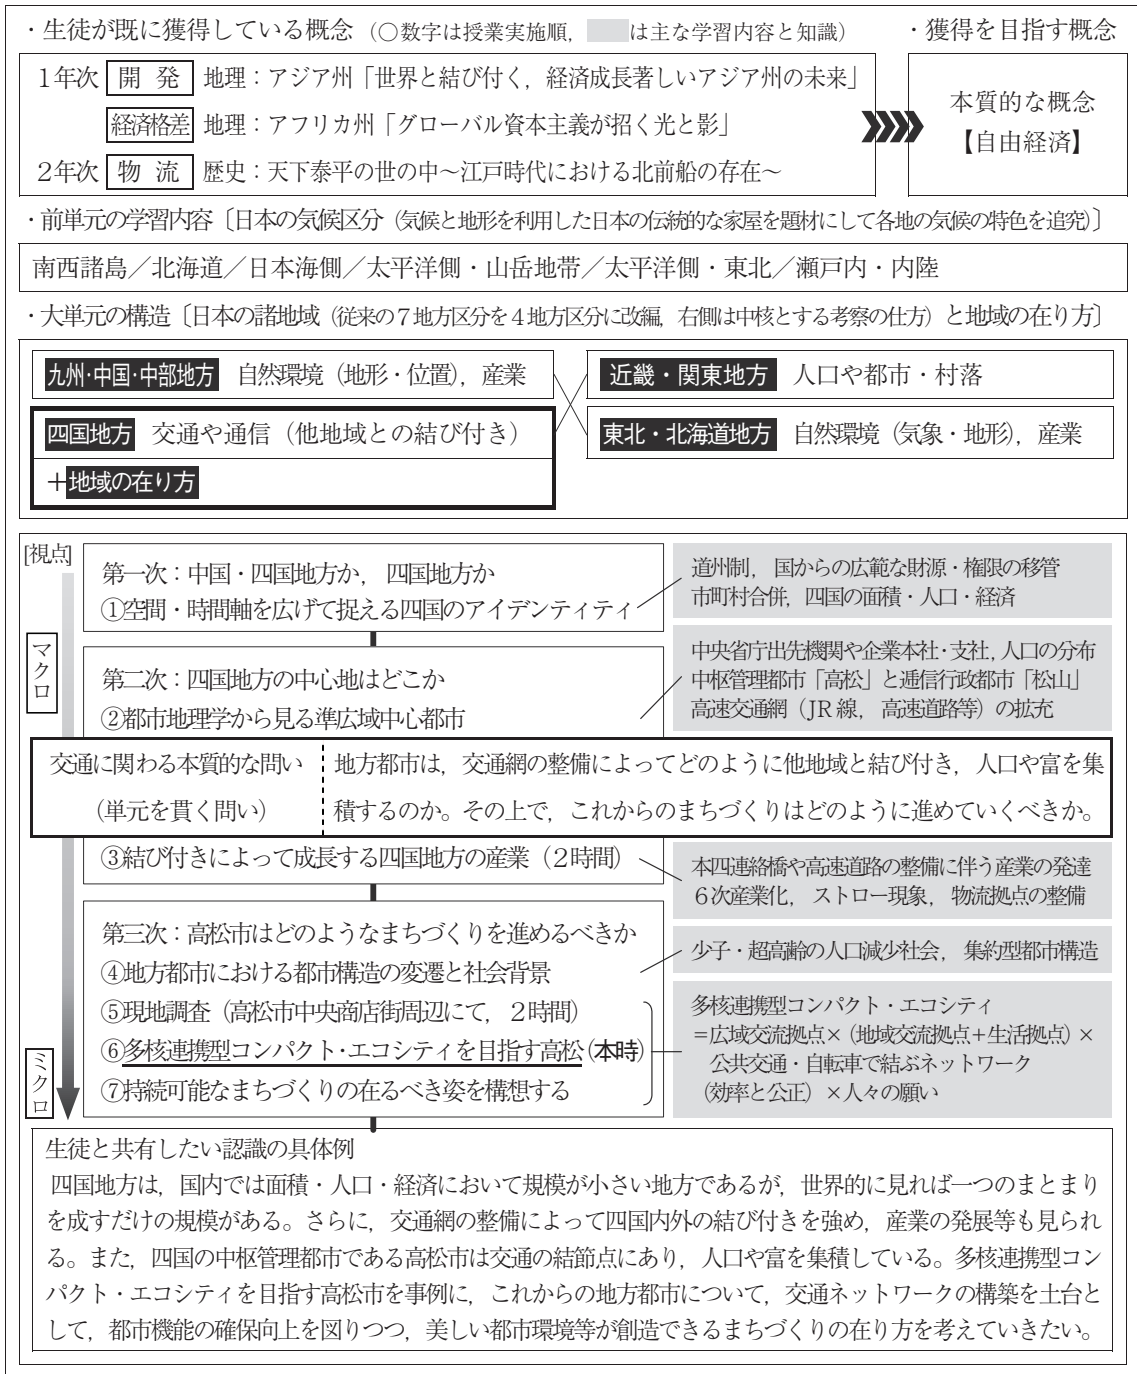 ・生徒が既に獲得している概念（○数字は授業実施順，　　は主な学習内容と知識）
・獲得を目指す概念
１年次 開　発 地理：アジア州「世界と結び付く，経済成長著しいアジア州の未来」
経済格差 地理：アフリカ州「グローバル資本主義が招く光と影」
２年次 物　流 歴史：天下泰平の世の中～江戸時代における北前船の存在～
本質的な概念
【自由経済】
・前単元の学習内容〔日本の気候区分（気候と地形を利用した日本の伝統的な家屋を題材にして各地の気候の特色を追究）〕
南西諸島／北海道／日本海側／太平洋側・山岳地帯／太平洋側・東北／瀬戸内・内陸
・大単元の構造〔日本の諸地域（従来の７地方区分を４地方区分に改編，右側は中核とする考察の仕方）と地域の在り方〕
九州・中国・中部地方 自然環境（地形・位置），産業
近畿・関東地方 人口や都市・村落
四国地方 交通や通信（他地域との結び付き）
東北・北海道地方 自然環境（気象・地形），産業
＋地域の在り方
[視点]
マクロ
ミクロ
第一次：中国・四国地方か，四国地方か
①空間・時間軸を広げて捉える四国のアイデンティティ
道州制，国からの広範な財源・権限の移管
市町村合併，四国の面積・人口・経済
第二次：四国地方の中心地はどこか
②都市地理学から見る準広域中心都市
中央省庁出先機関や企業本社・支社，人口の分布
中枢管理都市「高松」と逓信行政都市「松山」
高速交通網（JR線，高速道路等）の拡充
交通に関わる本質的な問い
（単元を貫く問い）
地方都市は，交通網の整備によってどのように他地域と結び付き，人口や富を集
積するのか。その上で，これからのまちづくりはどのように進めていくべきか。
③結び付きによって成長する四国地方の産業（２時間）
本四連絡橋や高速道路の整備に伴う産業の発達
６次産業化，ストロー現象，物流拠点の整備
第三次：高松市はどのようなまちづくりを進めるべきか
④地方都市における都市構造の変遷と社会背景
少子・超高齢の人口減少社会，集約型都市構造
⑤現地調査（高松市中央商店街周辺にて，２時間）
⑥多核連携型コンパクト・エコシティを目指す高松（本時）
⑦持続可能なまちづくりの在るべき姿を構想する
多核連携型コンパクト・エコシティ
＝広域交流拠点×（地域交流拠点＋生活拠点）×
公共交通・自転車で結ぶネットワーク
（効率と公正）×人々の願い
生徒と共有したい認識の具体例
四国地方は，国内では面積・人口・経済において規模が小さい地方であるが，世界的に見れば一つのまとまり
を成すだけの規模がある。さらに，交通網の整備によって四国内外の結び付きを強め，産業の発展等も見られ
る。また，四国の中枢管理都市である高松市は交通の結節点にあり，人口や富を集積している。多核連携型コン
パクト・エコシティを目指す高松市を事例に，これからの地方都市について，交通ネットワークの構築を土台と
して，都市機能の確保向上を図りつつ，美しい都市環境等が創造できるまちづくりの在り方を考えていきたい。